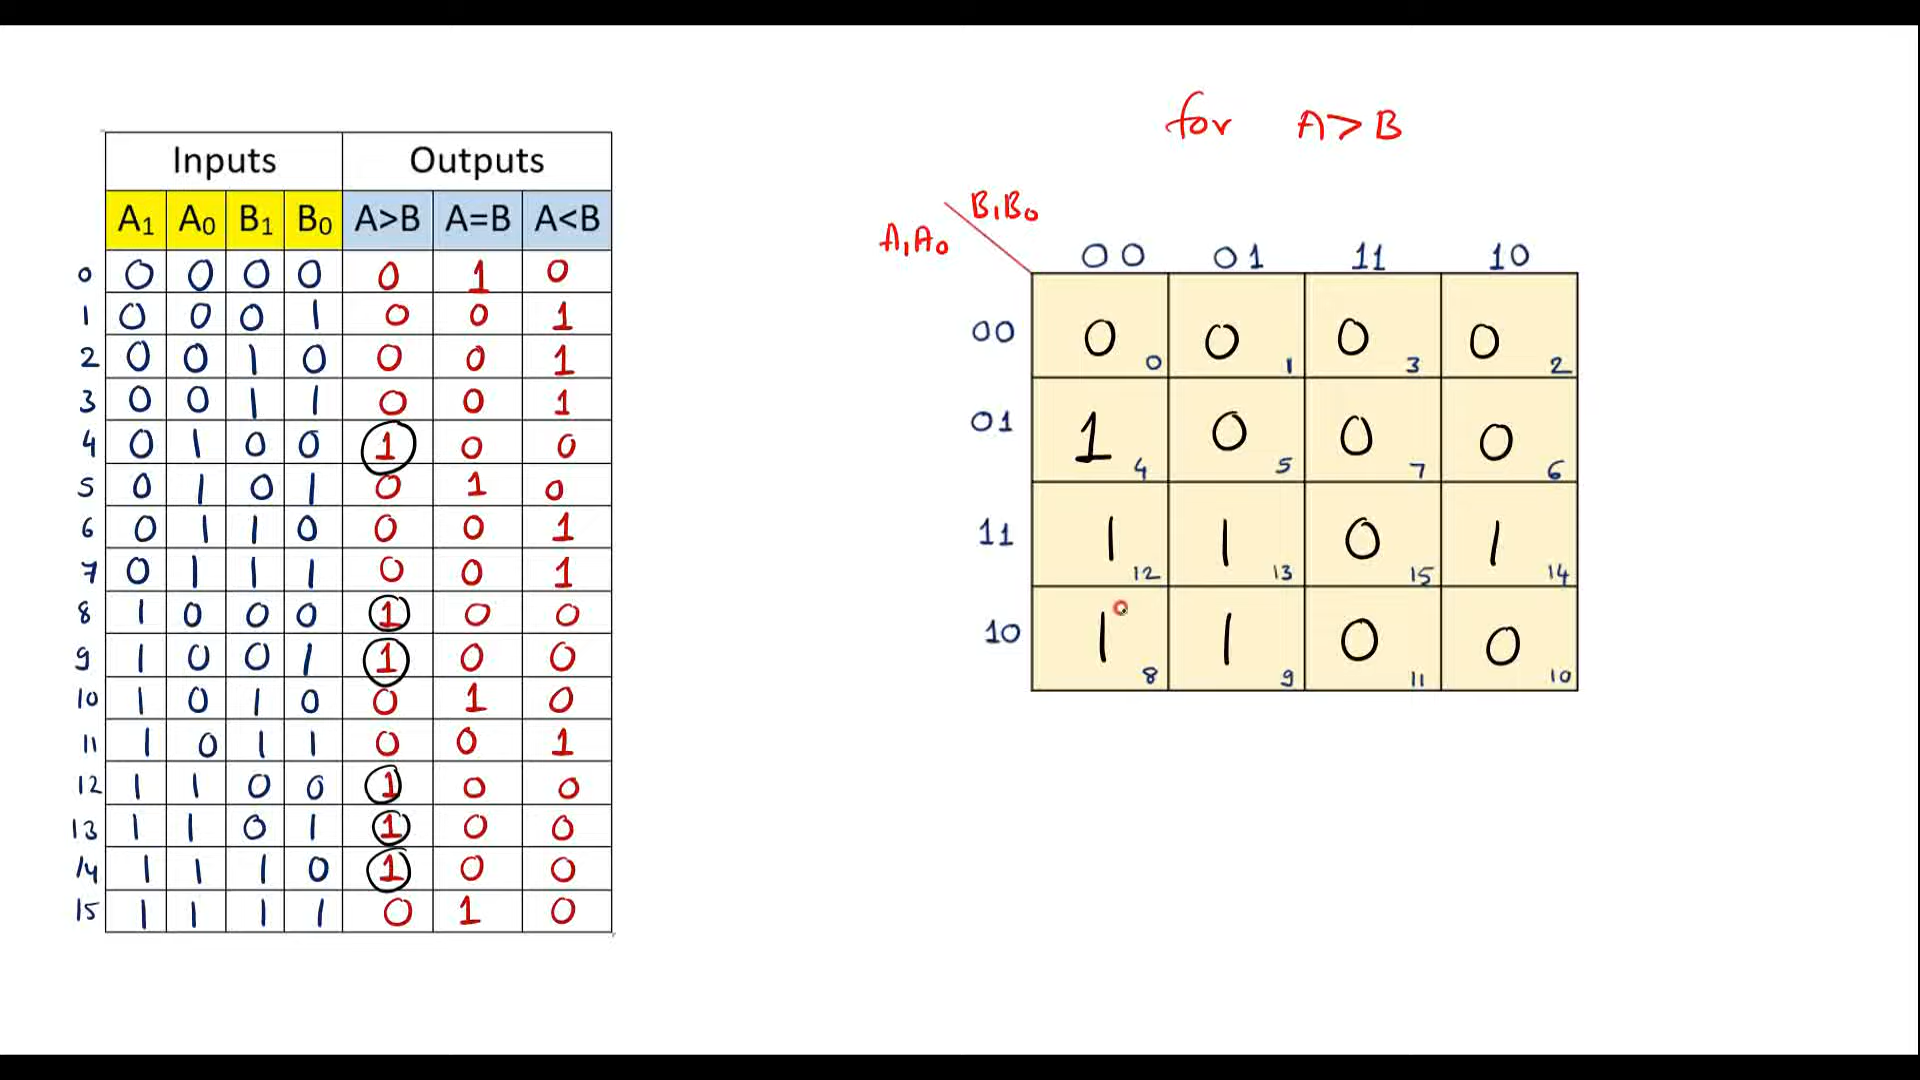 for A>B
Inputs Outputs
A1 A0 B1 B0 A>B A=B A<B
0 0 0 0 0 0 1 0
1 0 0 0 1 0 0 1
2 0 0 1 0 0 0 1
3 0 0 1 1 0 0 1
4 0 1 0 0 1 0 0
5 0 1 0 1 0 1 0
6 0 1 1 0 0 0 1
7 0 1 1 1 0 0 1
8 1 0 0 0 1 0 0
9 1 0 0 1 1 0 0
10 1 0 1 0 0 1 0
11 1 0 1 1 0 0 1
12 1 1 0 0 1 0 0
13 1 1 0 1 1 0 0
14 1 1 1 0 1 0 0
15 1 1 1 1 0 1 0
B1B0
A1A0
00 01 11 10
00 0 0 0 1 0 3 0 2
01 1 4 0 5 0 7 0 6
11 1 12 1 13 0 15 1 14
10 1 8 1 9 0 11 0 10